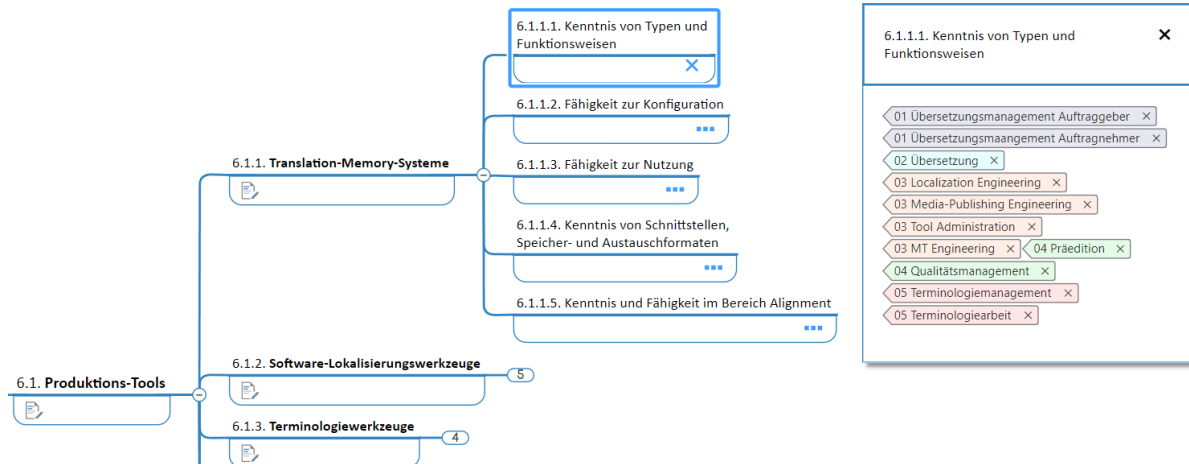 6.1.1.1. Kenntnis von Typen und
Funktionsweisen
6.1.1.2. Fähigkeit zur Konfiguration
6.1.1. Translation-Memory-Systeme
6.1.1.3. Fähigkeit zur Nutzung
6.1.1.4. Kenntnis von Schnittstellen,
Speicher- und Austauschformaten
6.1.1.5. Kenntnis und Fähigkeit im Bereich Alignment
6.1.2. Software-Lokalisierungswerkzeuge
5
6.1. Produktions-Tools
6.1.3. Terminologiewerkzeuge
4
6.1.1.1. Kenntnis von Typen und
Funktionsweisen
01 Übersetzungsmanagement Auftraggeber
01 Übersetzungsmaangement Auftragnehmer
02 Übersetzung
03 Localization Engineering
03 Media-Publishing Engineering
03 Tool Administration
03 MT Engineering 04 Präedition
04 Qualitätsmanagement
05 Terminologiemanagement
05 Terminologiearbeit